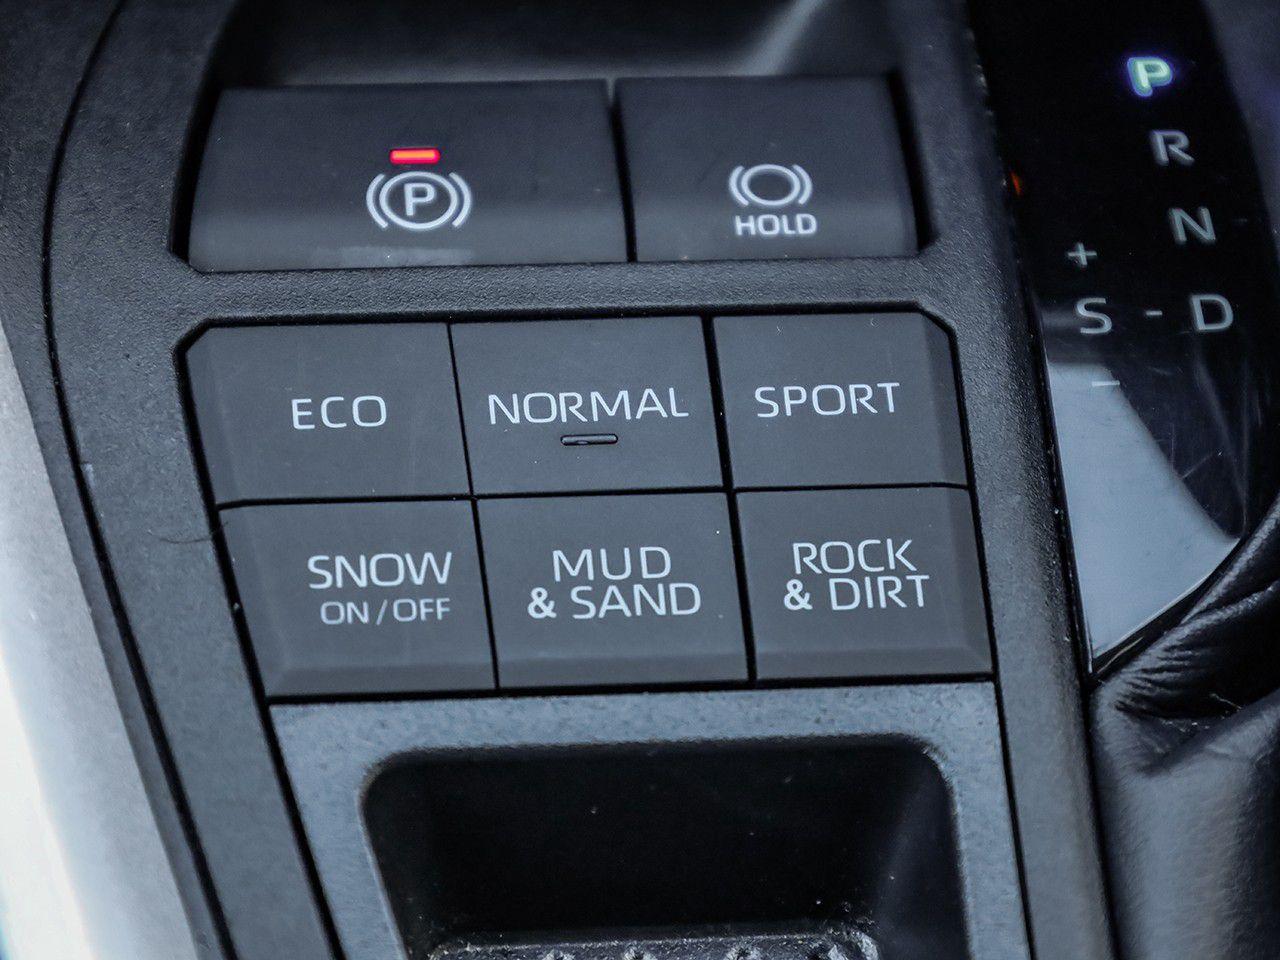 P
HOLD
ECO
NORMAL
SPORT
SNOW
ON/OFF
MUD
& SAND
ROCK
& DIRT
P
R
N
+
S - D
–